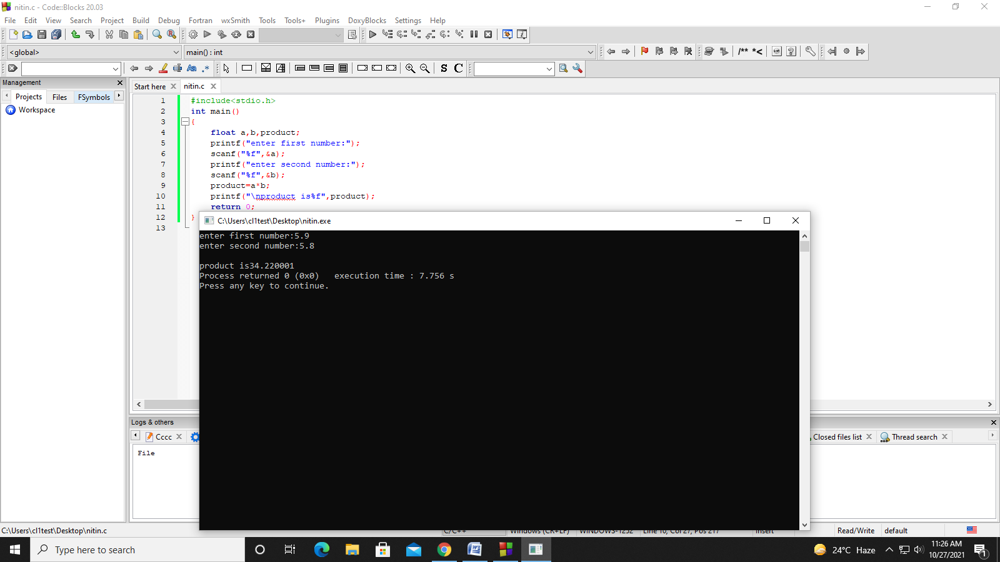 nitin.c - Code::Blocks 20.03
File Edit View Search Project Build Debug Fortran wxSmith Tools Tools+ Plugins DoxyBlocks Settings Help
<global> main() : int
/** *<
Aa .* S C
Management
Projects Files FSymbols
Workspace
Start here nitin.c
1 #include<stdio.h>
2 int main()
3 {
4 float a,b,product;
5 printf("enter first number:");
6 scanf("%f",&a);
7 printf("enter second number:");
8 scanf("%f",&b);
9 product=a*b;
10 printf("\nproduct is%f",product);
11 return 0;
12 }
13
C:\Users\cl1test\Desktop\nitin.exe
enter first number:5.9
enter second number:5.8
product is34.220001
Process returned 0 (0x0) execution time : 7.756 s
Press any key to continue.
Logs & others
Cccc Closed files list Thread search
File
C:\Users\cl1test\Desktop\nitin.c C/C++ Windows (CR+LF) WINDOWS-1252 Line 10, Col 27, Pos 217 Insert Read/Write default
Type here to search
24°C Haze
11:26 AM
10/27/2021
1